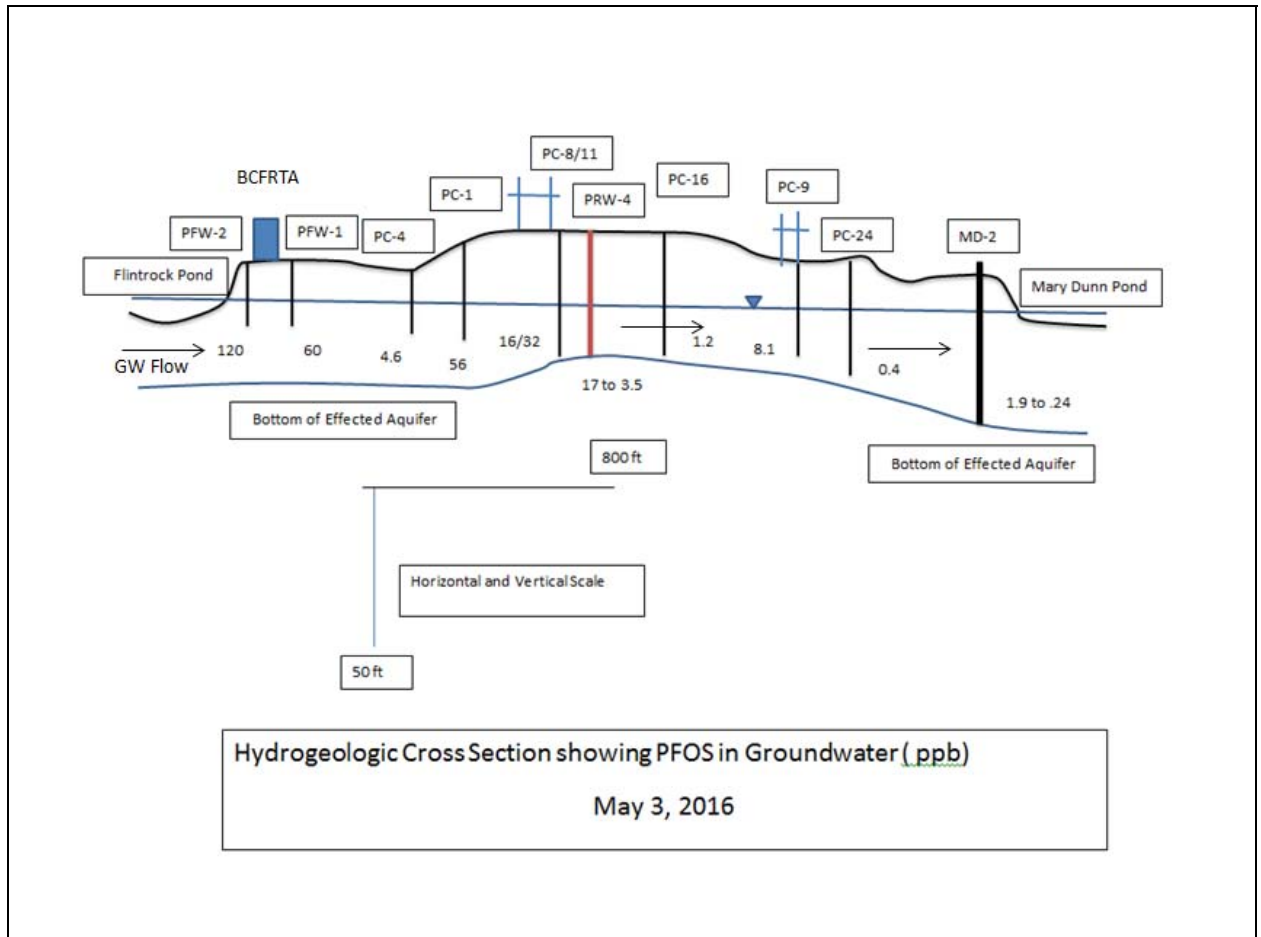 BCFRTA
PC-8/11
PC-1
PRW-4
PC-16
PC-9
PFW-2
PFW-1
PC-4
PC-24
MD-2
Flintrock Pond
Mary Dunn Pond
GW Flow
120
60
4.6
56
16/32
17 to 3.5
1.2
8.1
0.4
1.9 to .24
Bottom of Effected Aquifer
Bottom of Effected Aquifer
800 ft
Horizontal and Vertical Scale
50 ft
Hydrogeologic Cross Section showing PFOS in Groundwater ( ppb)
May 3, 2016